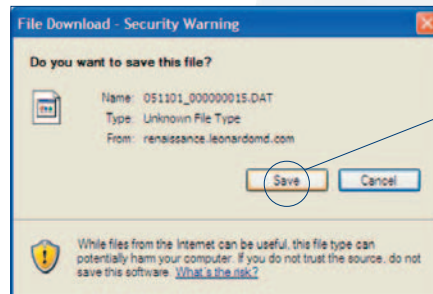 File Download - Security Warning
Do you want to save this file?
Name: 051101_000000015.DAT
Type: Unknown File Type
From: renaissance.leonardomd.com
Save Cancel
While files from the Internet can be useful, this file type can
potentially harm your computer. If you do not trust the source, do not
save this software. What's the risk?